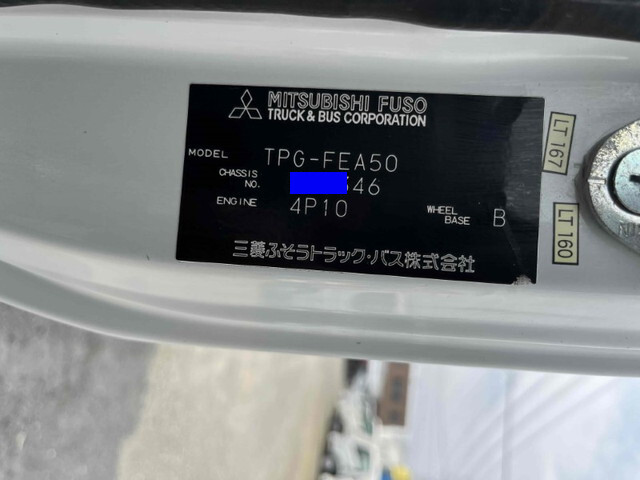 MITSUBISHI FUSO
TRUCK & BUS CORPORATION
MODEL TPG-FEA50
CHASSIS NO. 46
ENGINE 4P10
WHEEL BASE B
三菱ふそうトラック・バス株式会社
LT 167
LT 160